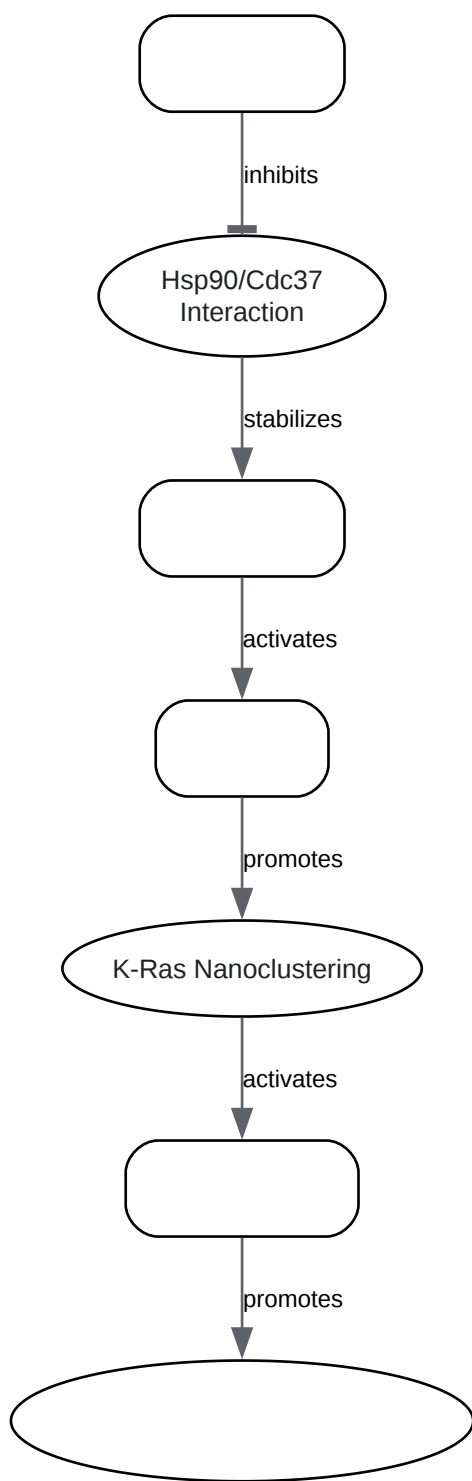 inhibits
Hsp90/Cdc37
Interaction
stabilizes
activates
promotes
K-Ras Nanoclustering
activates
promotes